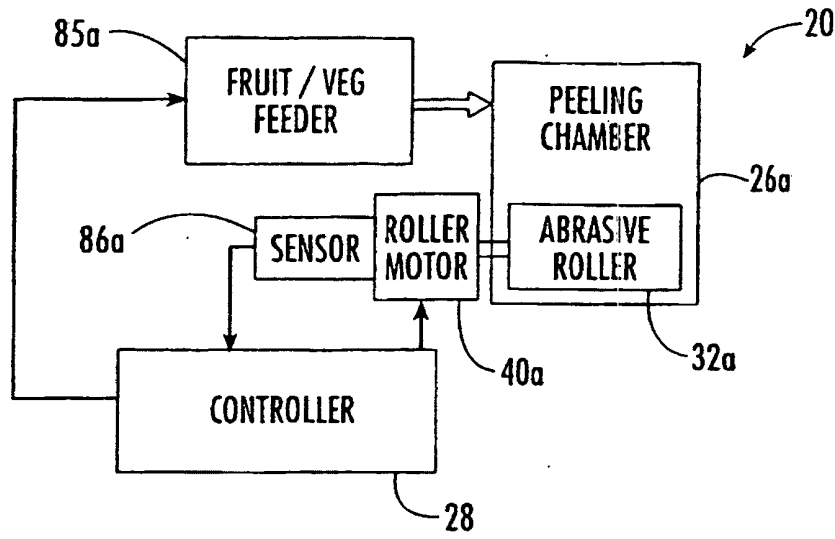 85a
20
FRUIT / VEG
FEEDER
PEELING
CHAMBER
26a
86a
SENSOR
ROLLER
MOTOR
ABRASIVE
ROLLER
32a
40a
CONTROLLER
28